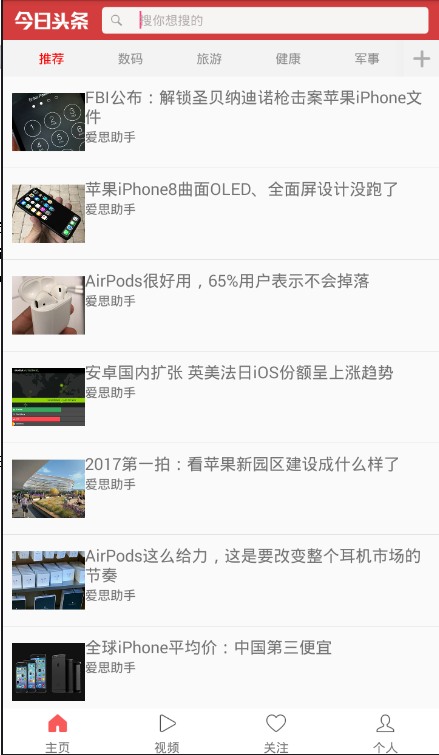 今日头条
搜你想搜的
推荐 数码 旅游 健康 军事
FBI公布：解锁圣贝纳迪诺枪击案苹果iPhone文
件
爱思助手
苹果iPhone8曲面OLED、全面屏设计没跑了
爱思助手
AirPods很好用，65%用户表示不会掉落
爱思助手
安卓国内扩张 英美法日iOS份额呈上涨趋势
爱思助手
2017第一拍：看苹果新园区建设成什么样了
爱思助手
AirPods这么给力，这是要改变整个耳机市场的
节奏
爱思助手
全球iPhone平均价：中国第三便宜
爱思助手
主页 视频 关注 个人